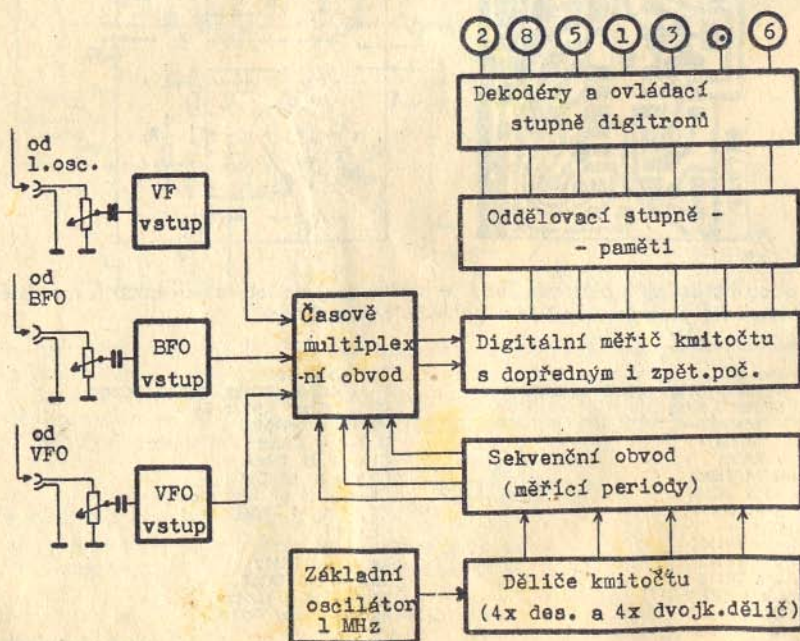 2 8 5 1 3 . 6
Dekodéry a ovládací
stupně digitronů
od
1.osc.
VF
vstup
Oddělovací stupně -
- paměti
od
BFO
BFO
vstup
Časově
multiplex
-ní obvod
Digitální měřič kmitočtu
s dopředným i zpět.poč.
od
VFO
VFO
vstup
Sekvenční obvod
(měřící periody)
Základní
oscilátor
1 MHz
Děliče kmitočtu
(4x des. a 4x dvojk.dělič)